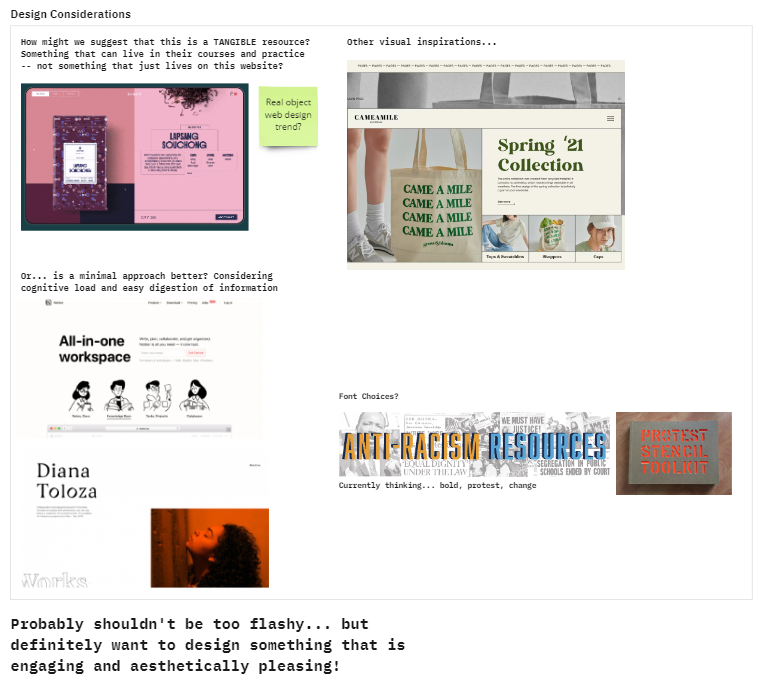 Design Considerations
How might we suggest that this is a TANGIBLE resource?
Something that can live in their courses and practice
-- not something that just lives on this website?
Real object
web design
trend?
LAPSANG
SOUCHONG
Other visual inspirations...
CAMEAMILE
Spring ‘21
Collection
CAME A MILE
CAME A MILE
CAME A MILE
CAME A MILE
Tops & Sweatshirts
Shoppers
Caps
Or... is a minimal approach better? Considering
cognitive load and easy digestion of information
All-in-one
workspace
Diana
Toloza
Works
Font Choices?
ANTI-RACISM RESOURCES
WE MUST HAVE
JUSTICE!
EQUAL DIGNITY
UNDER THE LAW
SEGREGATION IN PUBLIC
SCHOOLS ENDED BY COURT
PROTEST
STENCIL
TOOLKIT
Currently thinking... bold, protest, change
Probably shouldn't be too flashy... but
definitely want to design something that is
engaging and aesthetically pleasing!